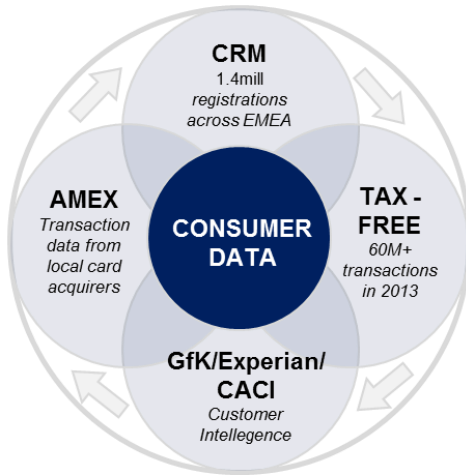 CRM
1.4mill
registrations
across EMEA
AMEX
Transaction
data from
local card
acquirers
CONSUMER
DATA
TAX -
FREE
60M+
transactions
in 2013
GfK/Experian/
CACI
Customer
Intellegence